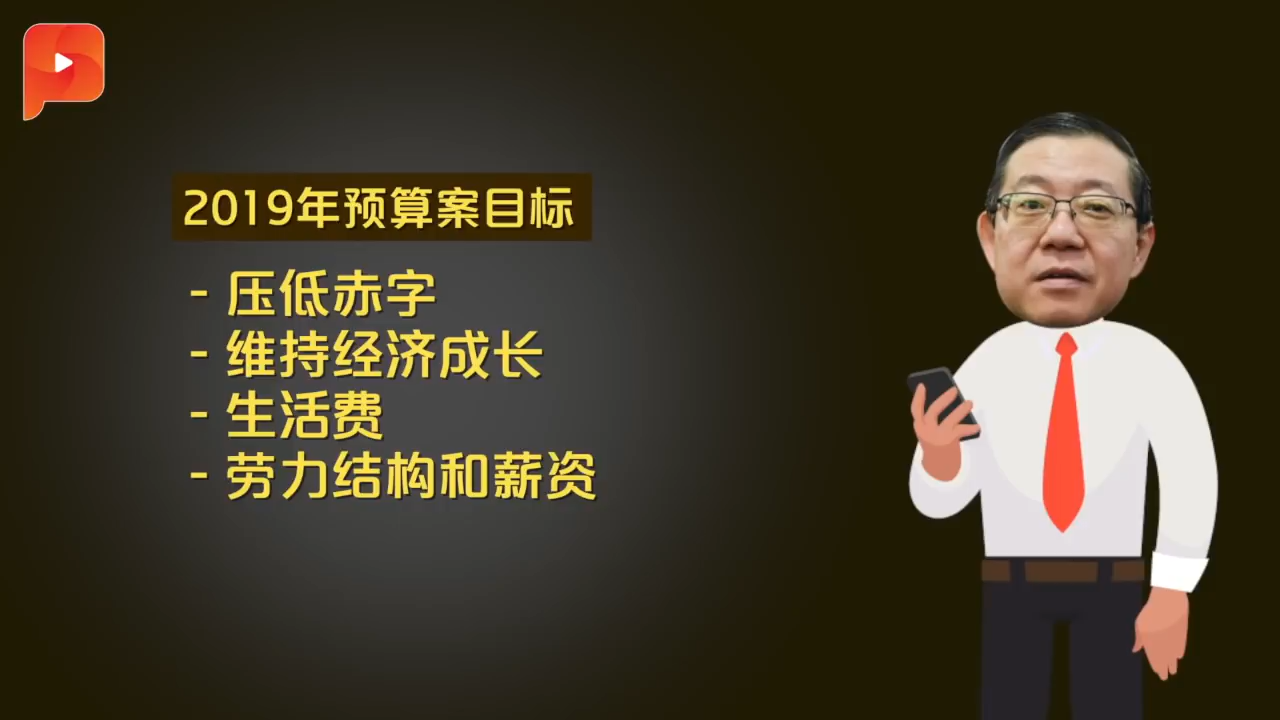 2019年预算案目标
- 压低赤字
- 维持经济成长
- 生活费
- 劳力结构和薪资